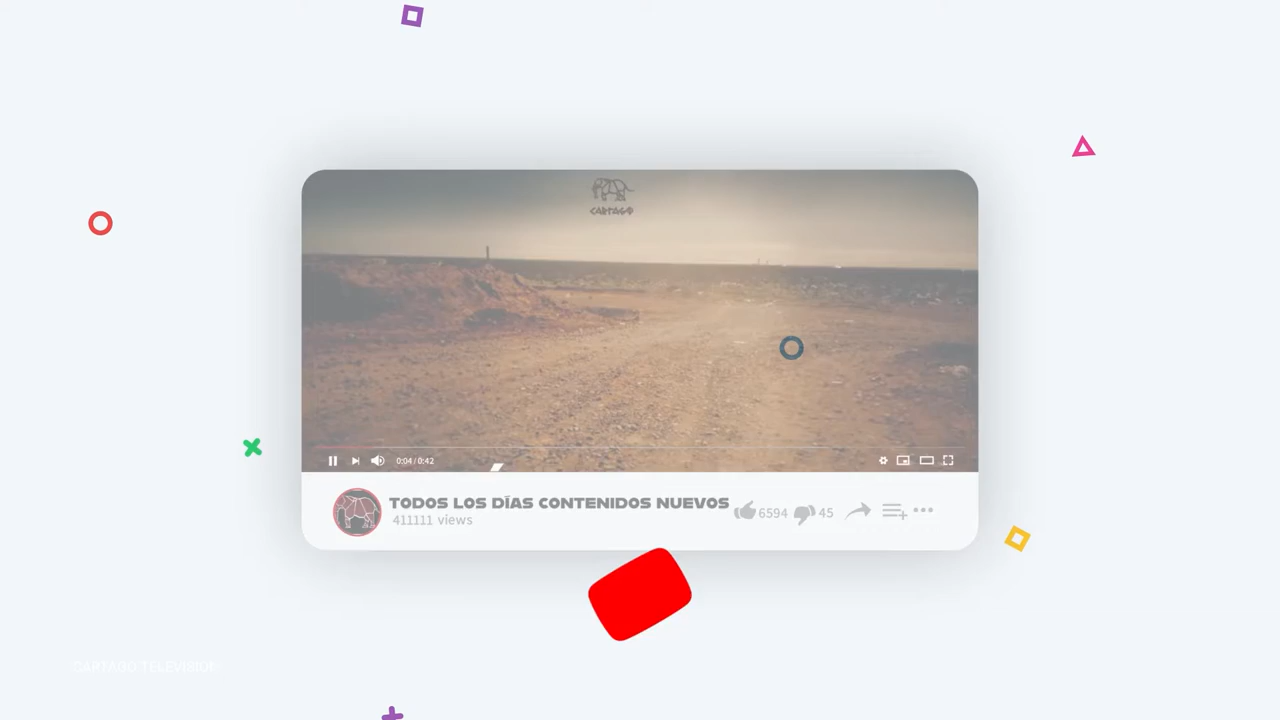 CARTAGO
0:04 / 0:42
TODOS LOS DÍAS CONTENIDOS NUEVOS
411111 views
6594
45
CARTAGO TELEVISION